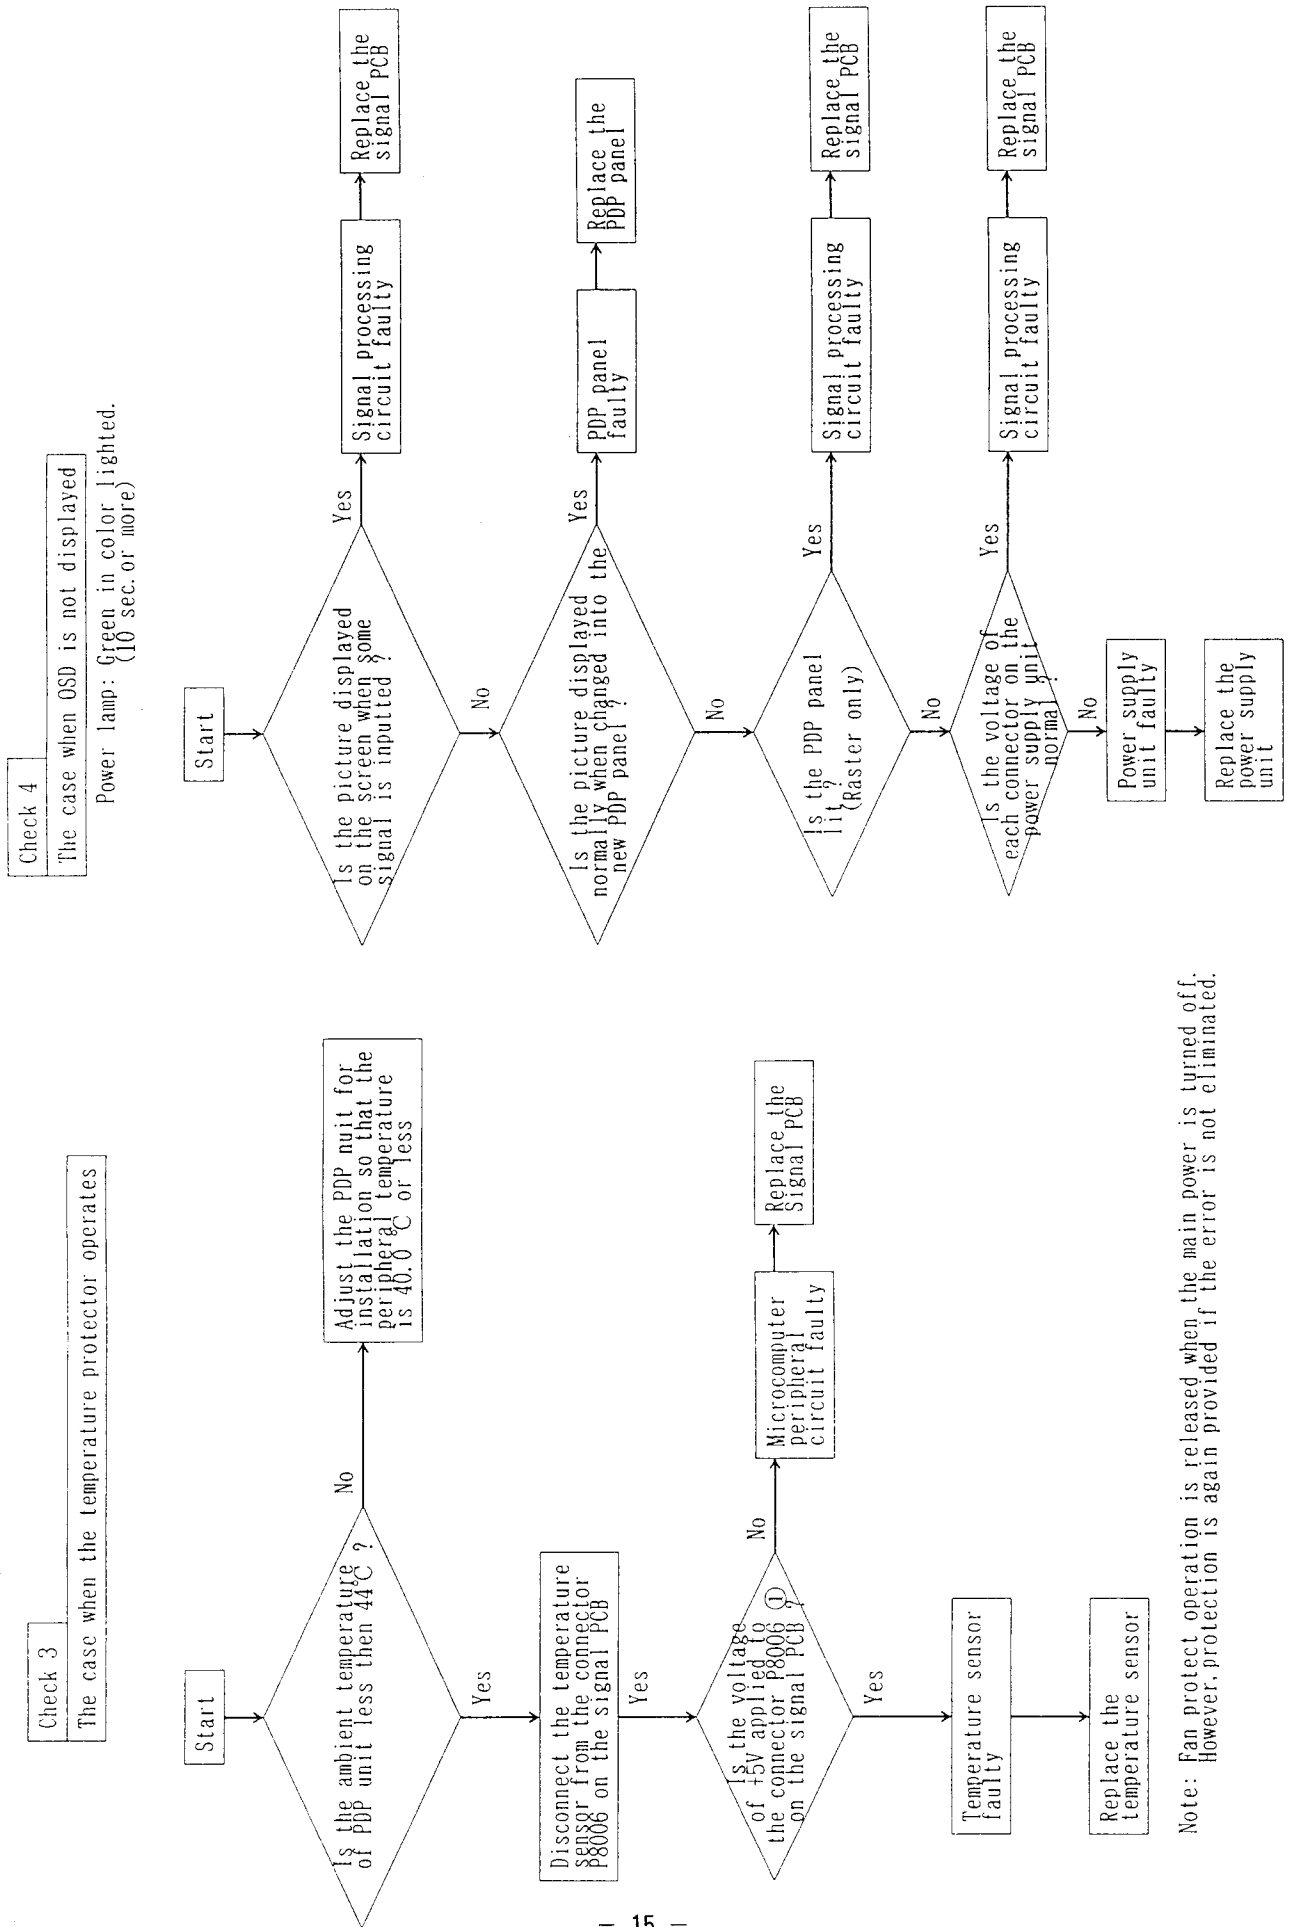 Check 3
The case when the temperature protector operates
Start
Is the ambient temperature
of PDP unit less then 44℃ ?
No
Adjust the PDP nuit for
installation so that the
peripheral temperature
is 40.0 ℃ or less
Yes
Disconnect the temperature
sensor from the connector
P8006 on the signal PCB
Yes
Is the voltage
of +5V applied to
the connector P8006 ①
on the signal PCB ?
No
Microcomputer
peripheral
circuit faulty
Replace the
Signal PCB
Yes
Temperature sensor
faulty
Replace the
temperature sensor
Note: Fan protect operation is released when the main power is turned off.
However, protection is again provided if the error is not eliminated.
Check 4
The case when OSD is not displayed
Power lamp: Green in color lighted.
(10 sec. or more)
Start
Is the picture displayed
on the screen when some
signal is inputted ?
Yes
Signal processing
circuit faulty
Replace the
signal PCB
No
Is the picture displayed
normally when changed into the
new PDP panel ?
Yes
PDP panel
faulty
Replace the
PDP panel
No
Is the PDP panel
lit ?
(Raster only)
Yes
Signal processing
circuit faulty
Replace the
signal PCB
No
Is the voltage of
each connector on the
power supply unit
normal ?
Yes
Signal processing
circuit faulty
Replace the
signal PCB
No
Power supply
unit faulty
Replace the
power supply
unit
— 15 —